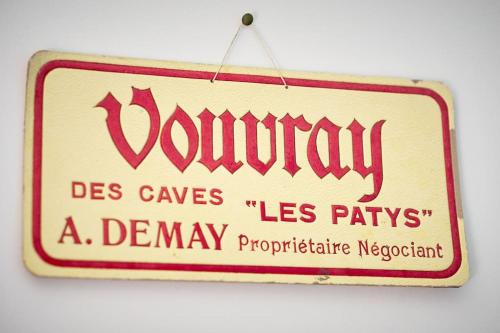 Vouvray
DES CAVES "LES PATYS"
A. DEMAY Propriétaire Négociant